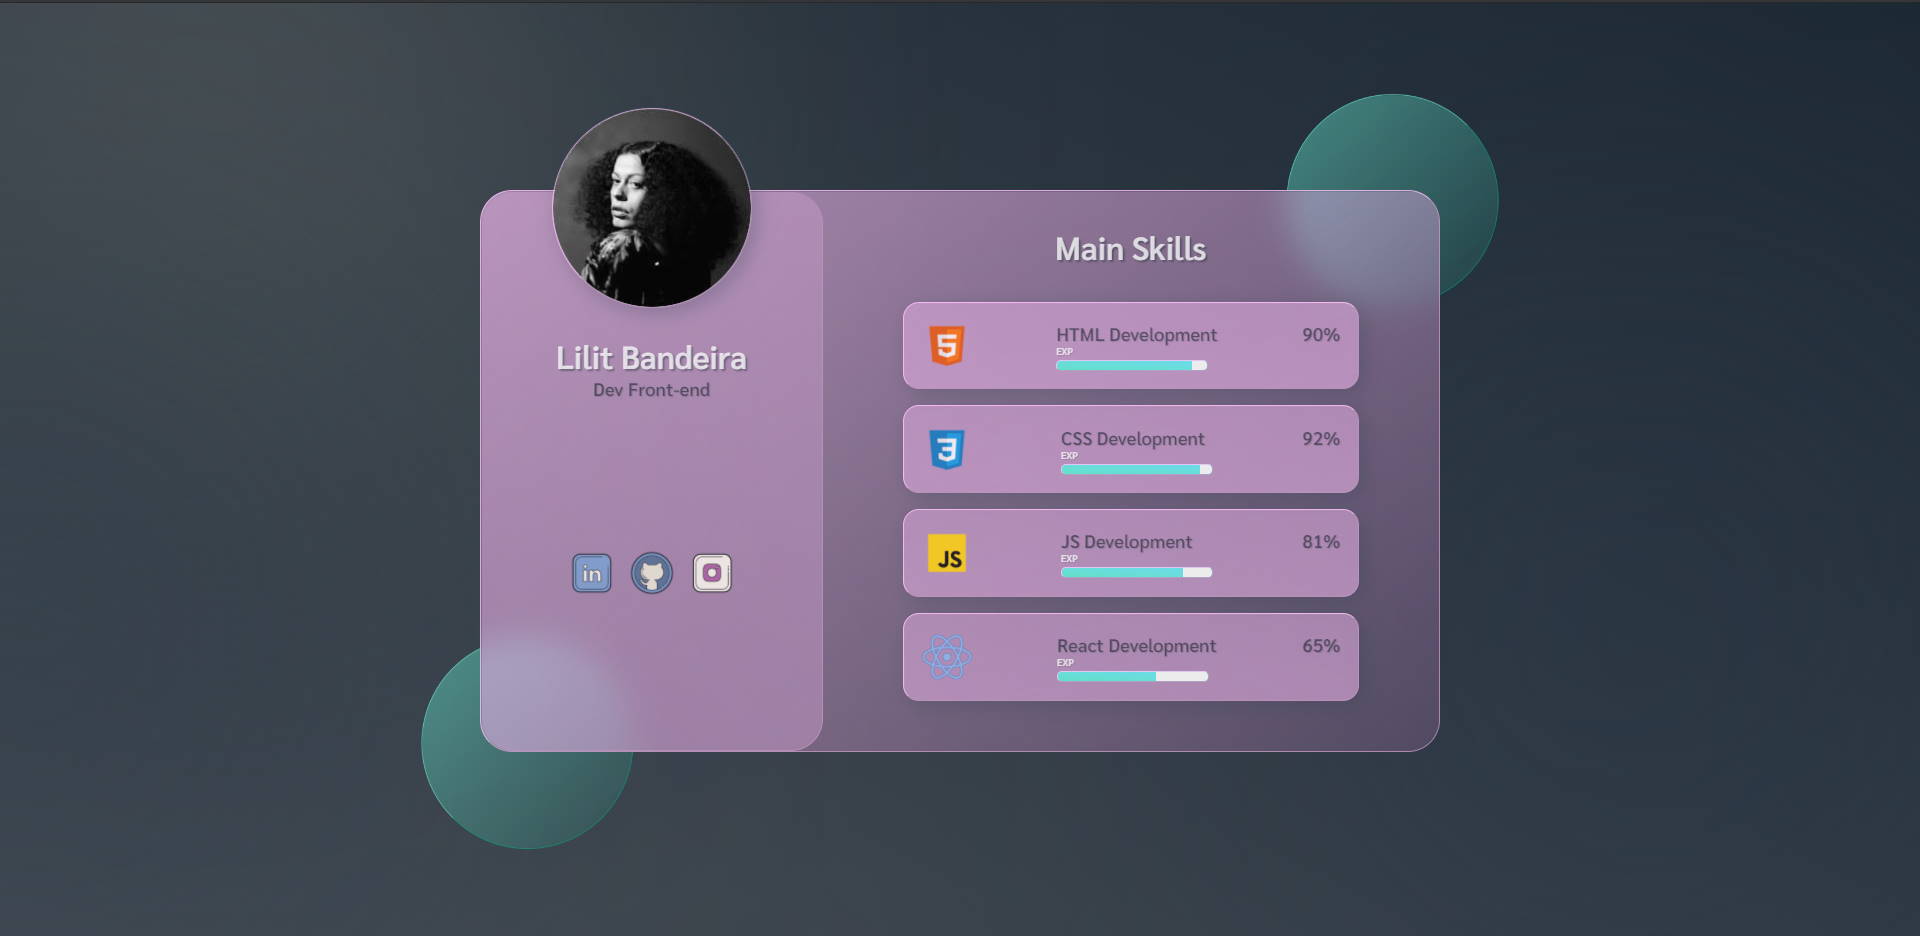 Lilit Bandeira
Dev Front-end
in
Main Skills
5
HTML Development 90%
EXP
3
CSS Development 92%
EXP
JS
JS Development 81%
EXP
React Development 65%
EXP